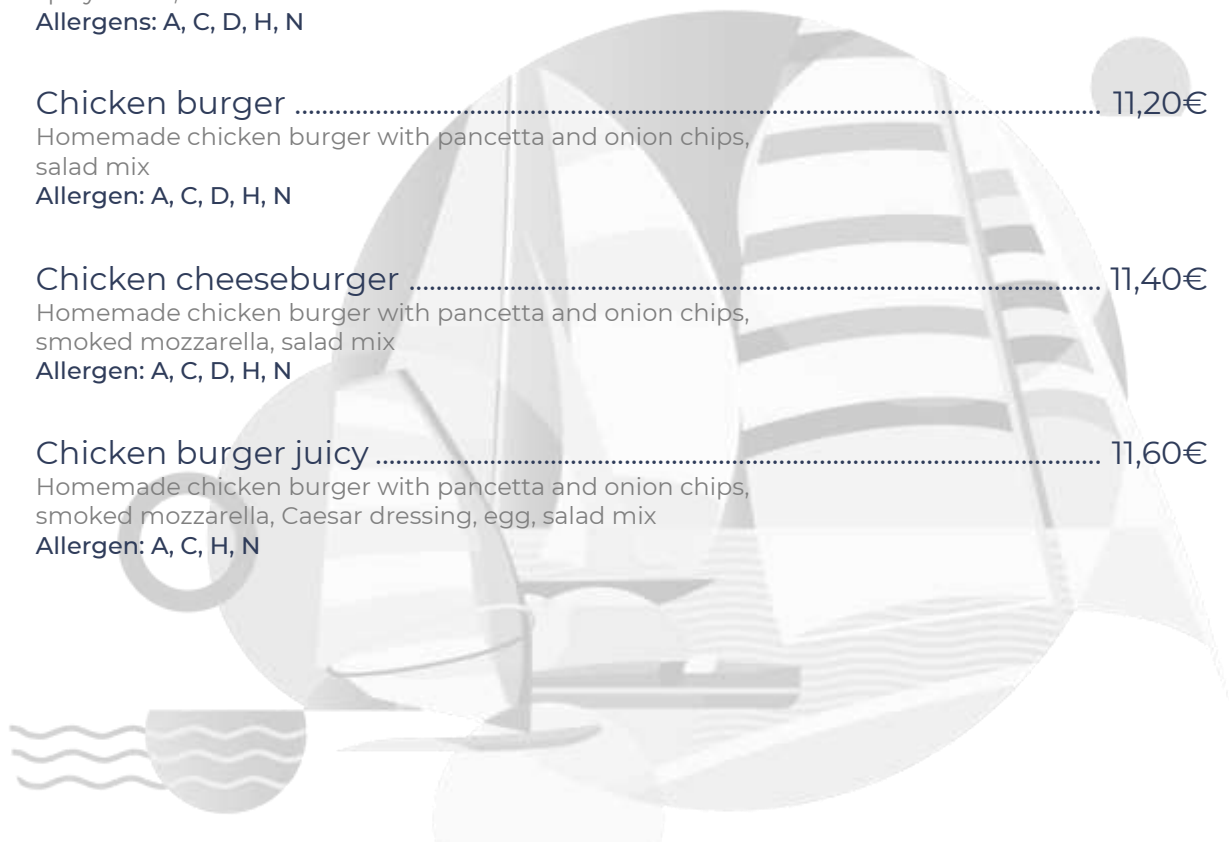 Allergens: A, C, D, H, N
Chicken burger ........................................................................................................................ 11,20€
Homemade chicken burger with pancetta and onion chips,
salad mix
Allergen: A, C, D, H, N
Chicken cheeseburger ........................................................................................................ 11,40€
Homemade chicken burger with pancetta and onion chips,
smoked mozzarella, salad mix
Allergen: A, C, D, H, N
Chicken burger juicy ............................................................................................................. 11,60€
Homemade chicken burger with pancetta and onion chips,
smoked mozzarella, Caesar dressing, egg, salad mix
Allergen: A, C, H, N